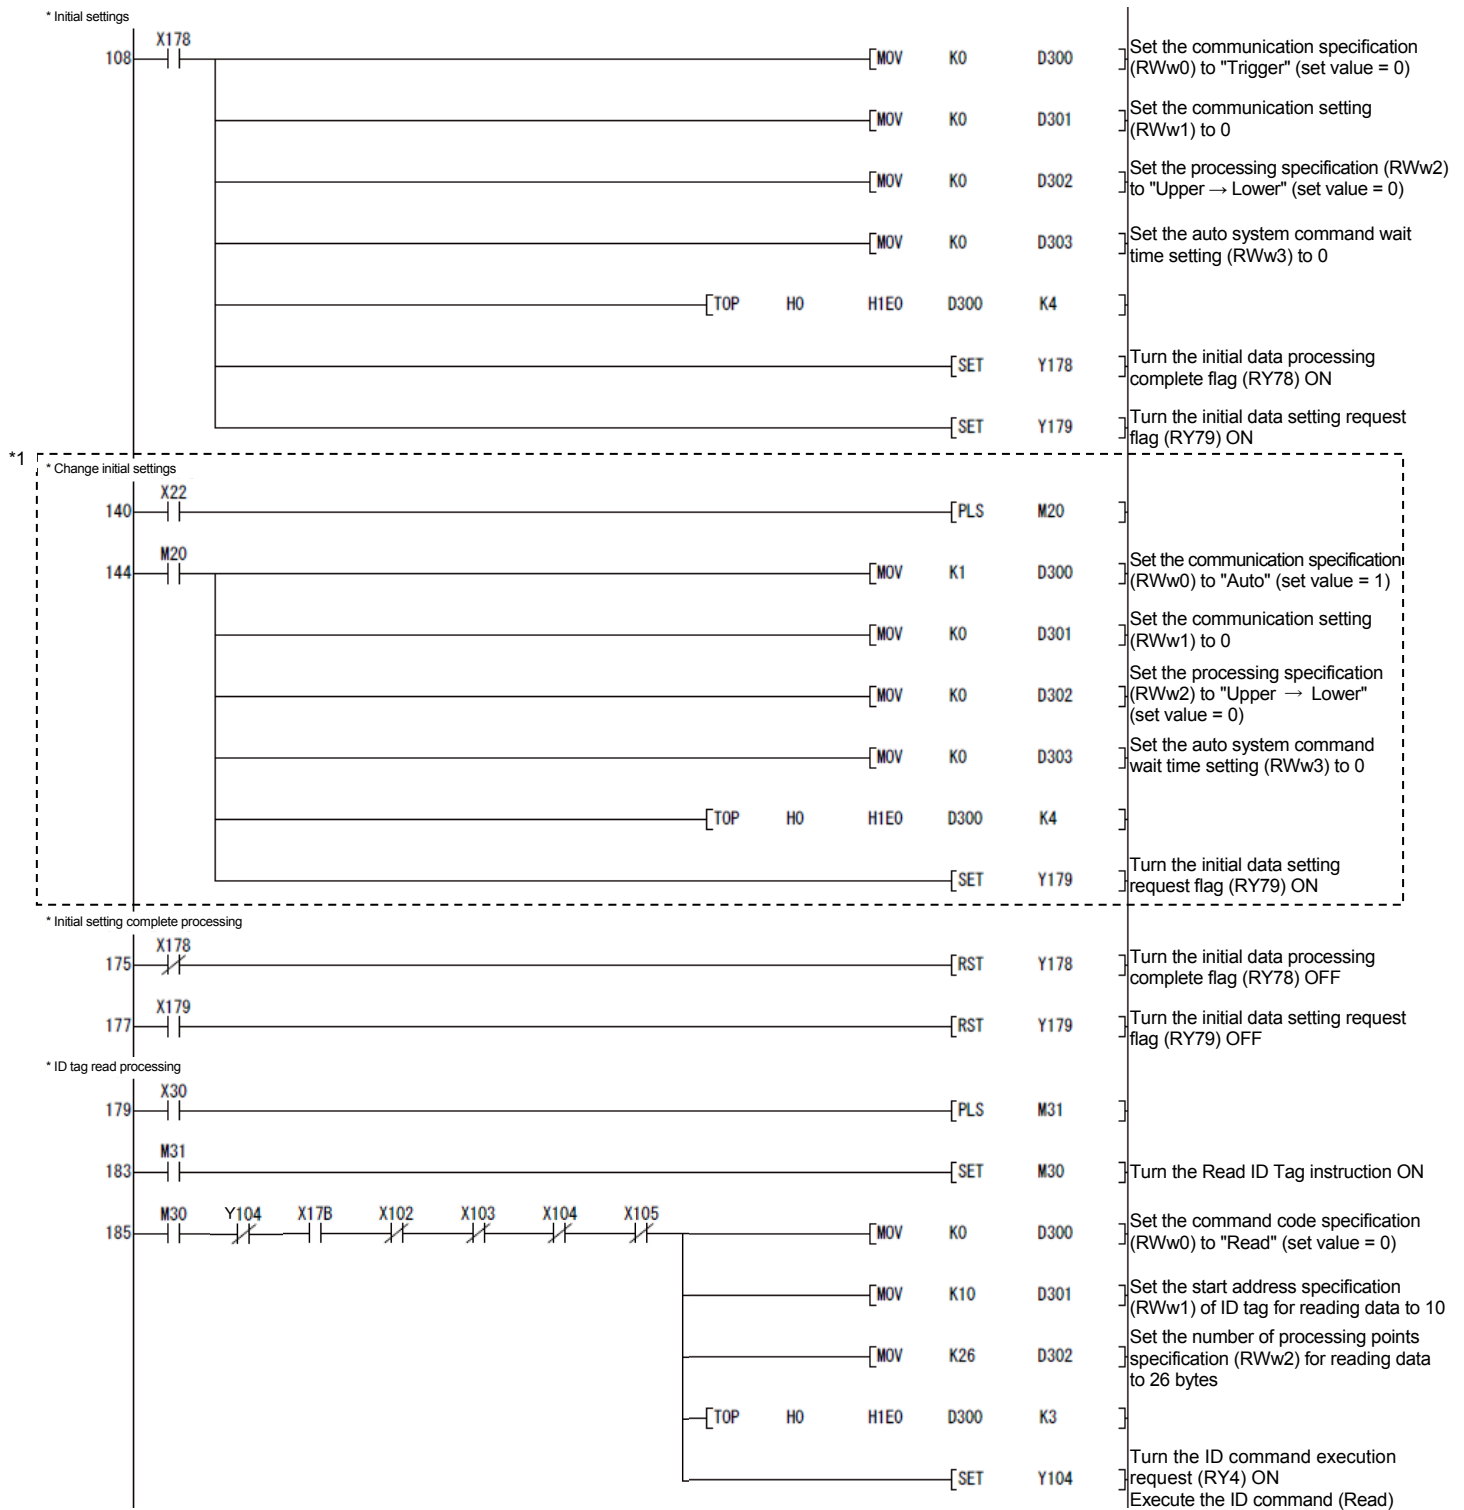 * Initial settings
X178
108 MOV K0 D300 Set the communication specification
(RWw0) to "Trigger" (set value = 0)
MOV K0 D301 Set the communication setting
(RWw1) to 0
MOV K0 D302 Set the processing specification (RWw2)
to "Upper → Lower" (set value = 0)
MOV K0 D303 Set the auto system command wait
time setting (RWw3) to 0
TOP H0 H1E0 D300 K4
SET Y178 Turn the initial data processing
complete flag (RY78) ON
SET Y179 Turn the initial data setting request
flag (RY79) ON
*1
* Change initial settings
X22
140 PLS M20
M20
144 MOV K1 D300 Set the communication specification
(RWw0) to "Auto" (set value = 1)
MOV K0 D301 Set the communication setting
(RWw1) to 0
MOV K0 D302 Set the processing specification
(RWw2) to "Upper → Lower"
(set value = 0)
MOV K0 D303 Set the auto system command
wait time setting (RWw3) to 0
TOP H0 H1E0 D300 K4
SET Y179 Turn the initial data setting
request flag (RY79) ON
* Initial setting complete processing
X178
175 RST Y178 Turn the initial data processing
complete flag (RY78) OFF
X179
177 RST Y179 Turn the initial data setting request
flag (RY79) OFF
* ID tag read processing
X30
179 PLS M31
M31
183 SET M30 Turn the Read ID Tag instruction ON
M30 Y104 X17B X102 X103 X104 X105
185 MOV K0 D300 Set the command code specification
(RWw0) to "Read" (set value = 0)
MOV K10 D301 Set the start address specification
(RWw1) of ID tag for reading data to 10
MOV K26 D302 Set the number of processing points
specification (RWw2) for reading data
to 26 bytes
TOP H0 H1E0 D300 K3
SET Y104 Turn the ID command execution
request (RY4) ON
Execute the ID command (Read)